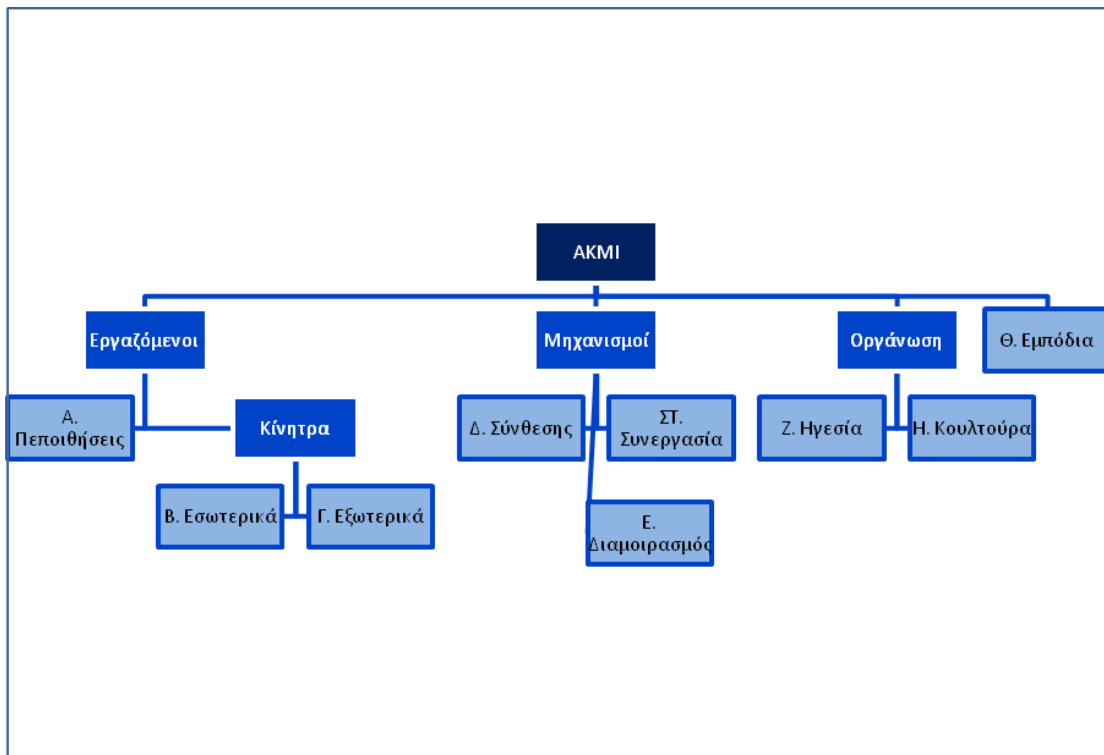 ΑΚΜΙ
Εργαζόμενοι
Μηχανισμοί
Οργάνωση
Θ. Εμπόδια
Α.
Πεποιθήσεις
Κίνητρα
Δ. Σύνθεσης
ΣΤ.
Συνεργασία
Ζ. Ηγεσία
Η. Κουλτούρα
Β. Εσωτερικά
Γ. Εξωτερικά
Ε.
Διαμοιρασμός